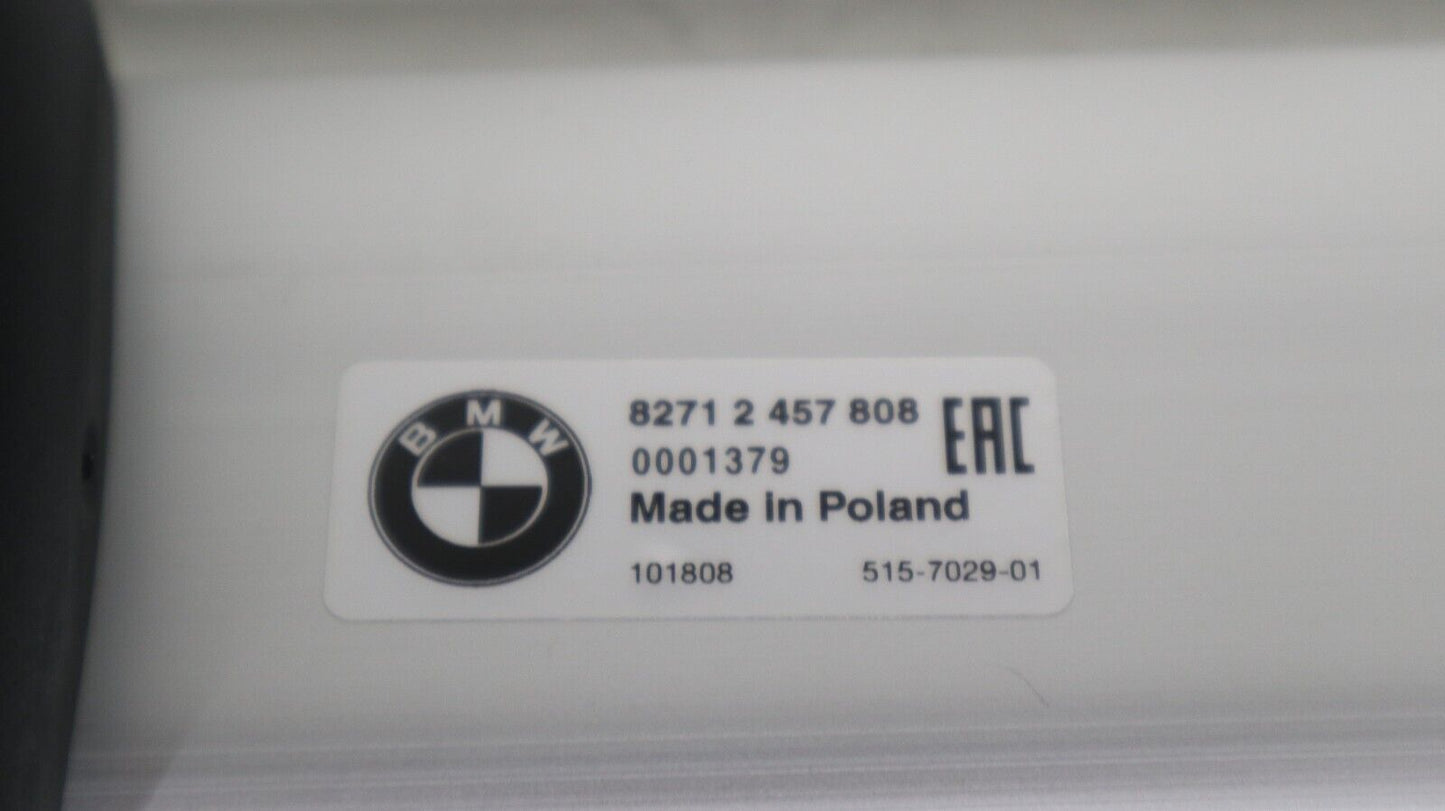 BMW
8271 2 457 808
EAC
0001379
Made in Poland
101808 515-7029-01